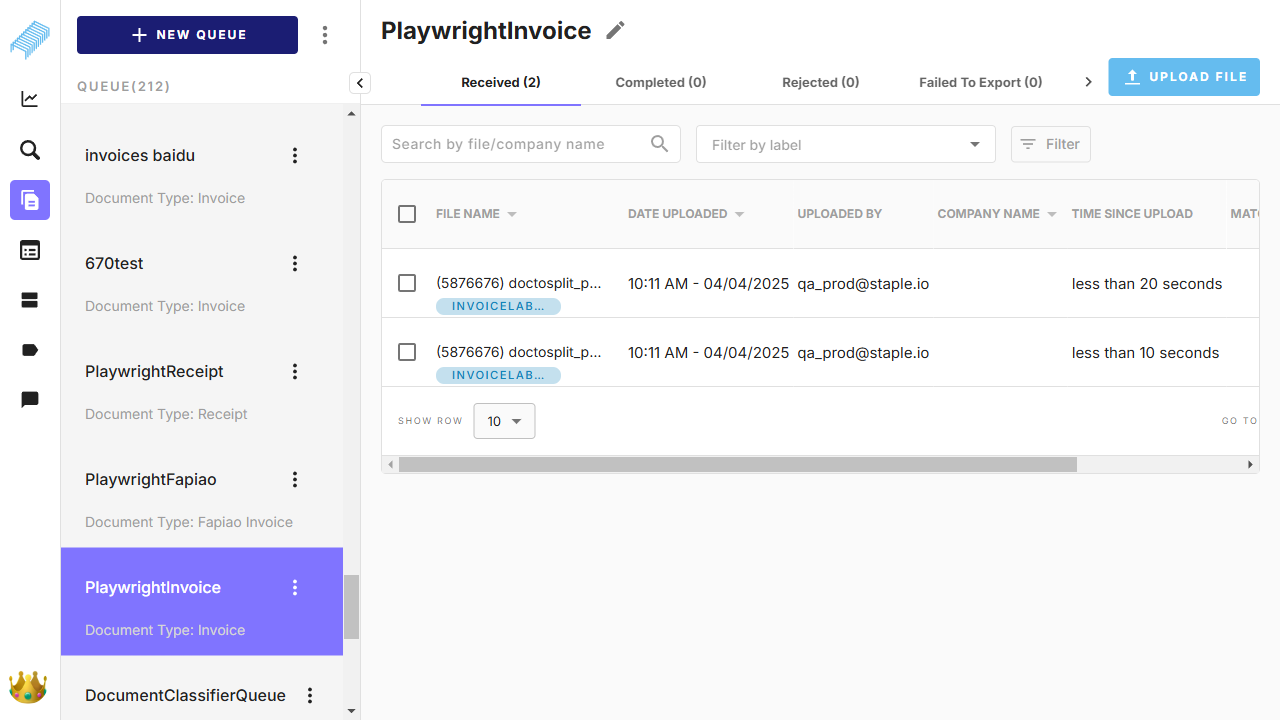 NEW QUEUE
QUEUE(212)
invoices baidu
Document Type: Invoice
670test
Document Type: Invoice
PlaywrightReceipt
Document Type: Receipt
PlaywrightFapiao
Document Type: Fapiao Invoice
PlaywrightInvoice
Document Type: Invoice
DocumentClassifierQueue
PlaywrightInvoice
Received (2) Completed (0) Rejected (0) Failed To Export (0)
UPLOAD FILE
Search by file/company name Filter by label Filter
FILE NAME DATE UPLOADED UPLOADED BY COMPANY NAME TIME SINCE UPLOAD MATC
(5876676) doctosplit_p... 10:11 AM - 04/04/2025 qa_prod@staple.io less than 20 seconds
INVOICELAB...
(5876676) doctosplit_p... 10:11 AM - 04/04/2025 qa_prod@staple.io less than 10 seconds
INVOICELAB...
SHOW ROW 10 GO TO